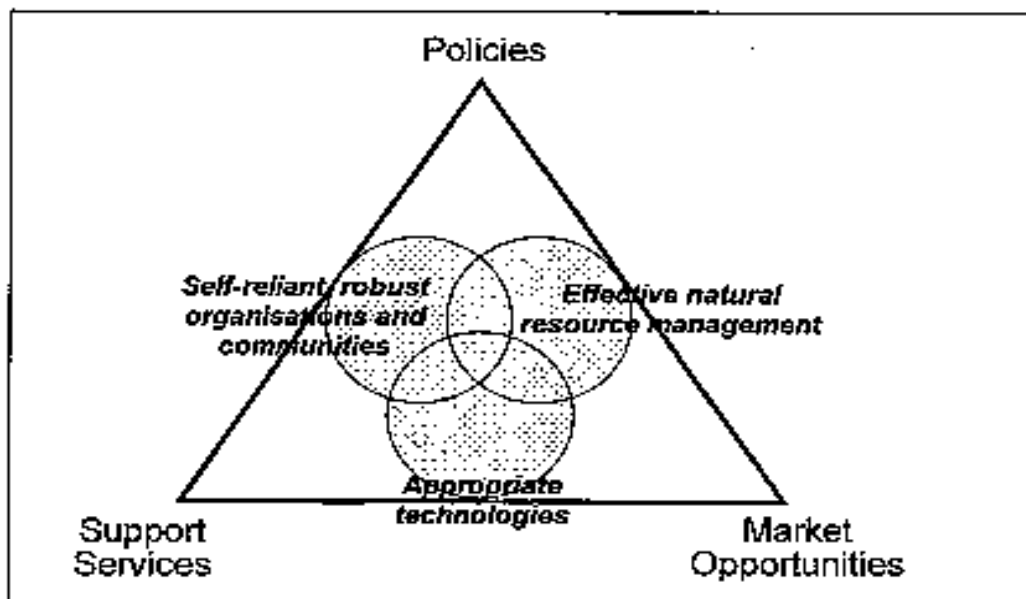 Policies
Self-reliant, robust
organisations and
communities
Effective natural
resource management
Appropriate
technologies
Support
Services
Market
Opportunities